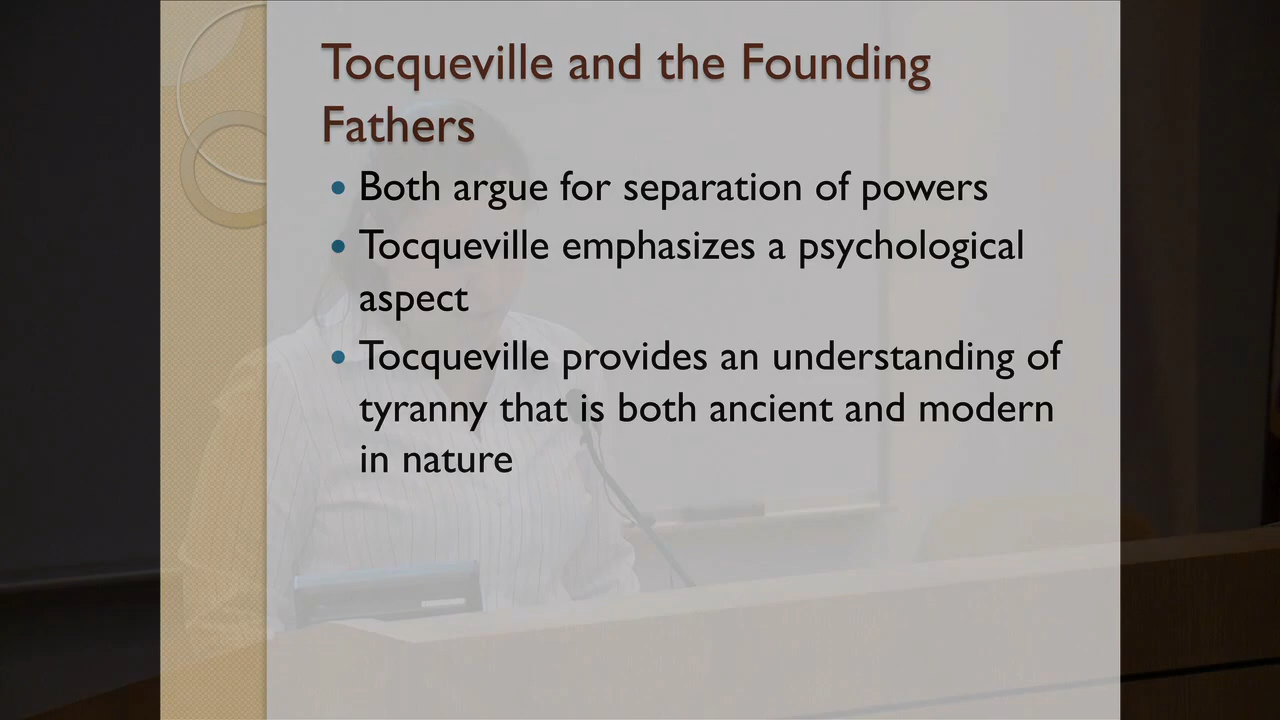 Tocqueville and the Founding
Fathers
• Both argue for separation of powers
• Tocqueville emphasizes a psychological
aspect
• Tocqueville provides an understanding of
tyranny that is both ancient and modern
in nature